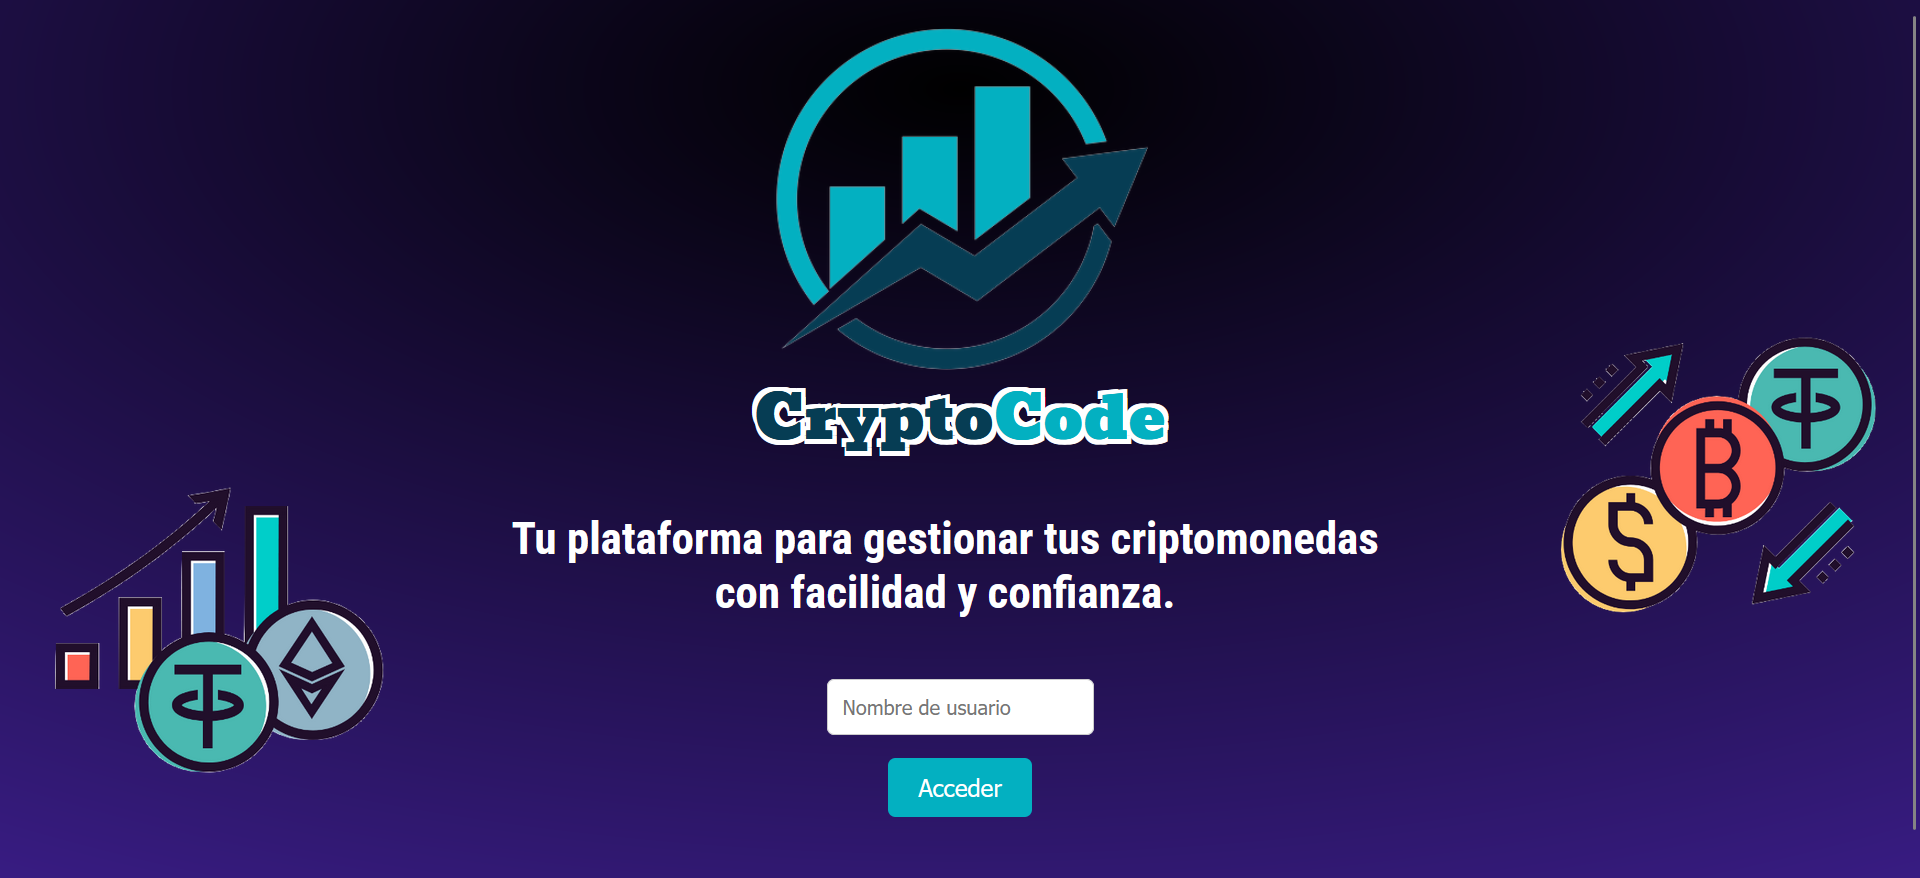 CryptoCode
Tu plataforma para gestionar tus criptomonedas
con facilidad y confianza.
Nombre de usuario
Acceder